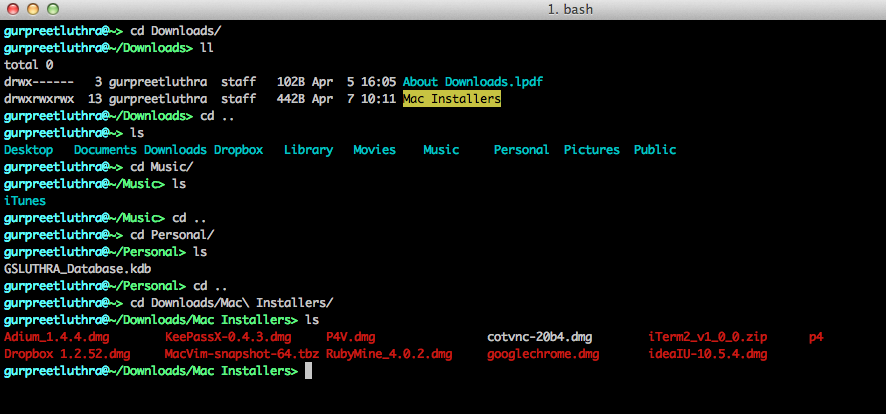 1. bash
gurpreetluthra@~> cd Downloads/
gurpreetluthra@~/Downloads> ll
total 0
drwx------   3 gurpreetluthra  staff   102B Apr  5 16:05 About Downloads.lpdf
drwxrwxrwx  13 gurpreetluthra  staff   442B Apr  7 10:11 Mac Installers
gurpreetluthra@~/Downloads> cd ..
gurpreetluthra@~> ls
Desktop   Documents Downloads Dropbox   Library   Movies    Music     Personal  Pictures  Public
gurpreetluthra@~> cd Music/
gurpreetluthra@~/Music> ls
iTunes
gurpreetluthra@~/Music> cd ..
gurpreetluthra@~> cd Personal/
gurpreetluthra@~/Personal> ls
GSLUTHRA_Database.kdb
gurpreetluthra@~/Personal> cd ..
gurpreetluthra@~> cd Downloads/Mac\ Installers/
gurpreetluthra@~/Downloads/Mac Installers> ls
Adium_1.4.4.dmg        KeePassX-0.4.3.dmg     P4V.dmg                cotvnc-20b4.dmg        iTerm2_v1_0_0.zip      p4
Dropbox 1.2.52.dmg     MacVim-snapshot-64.tbz RubyMine_4.0.2.dmg     googlechrome.dmg       ideaIU-10.5.4.dmg
gurpreetluthra@~/Downloads/Mac Installers>